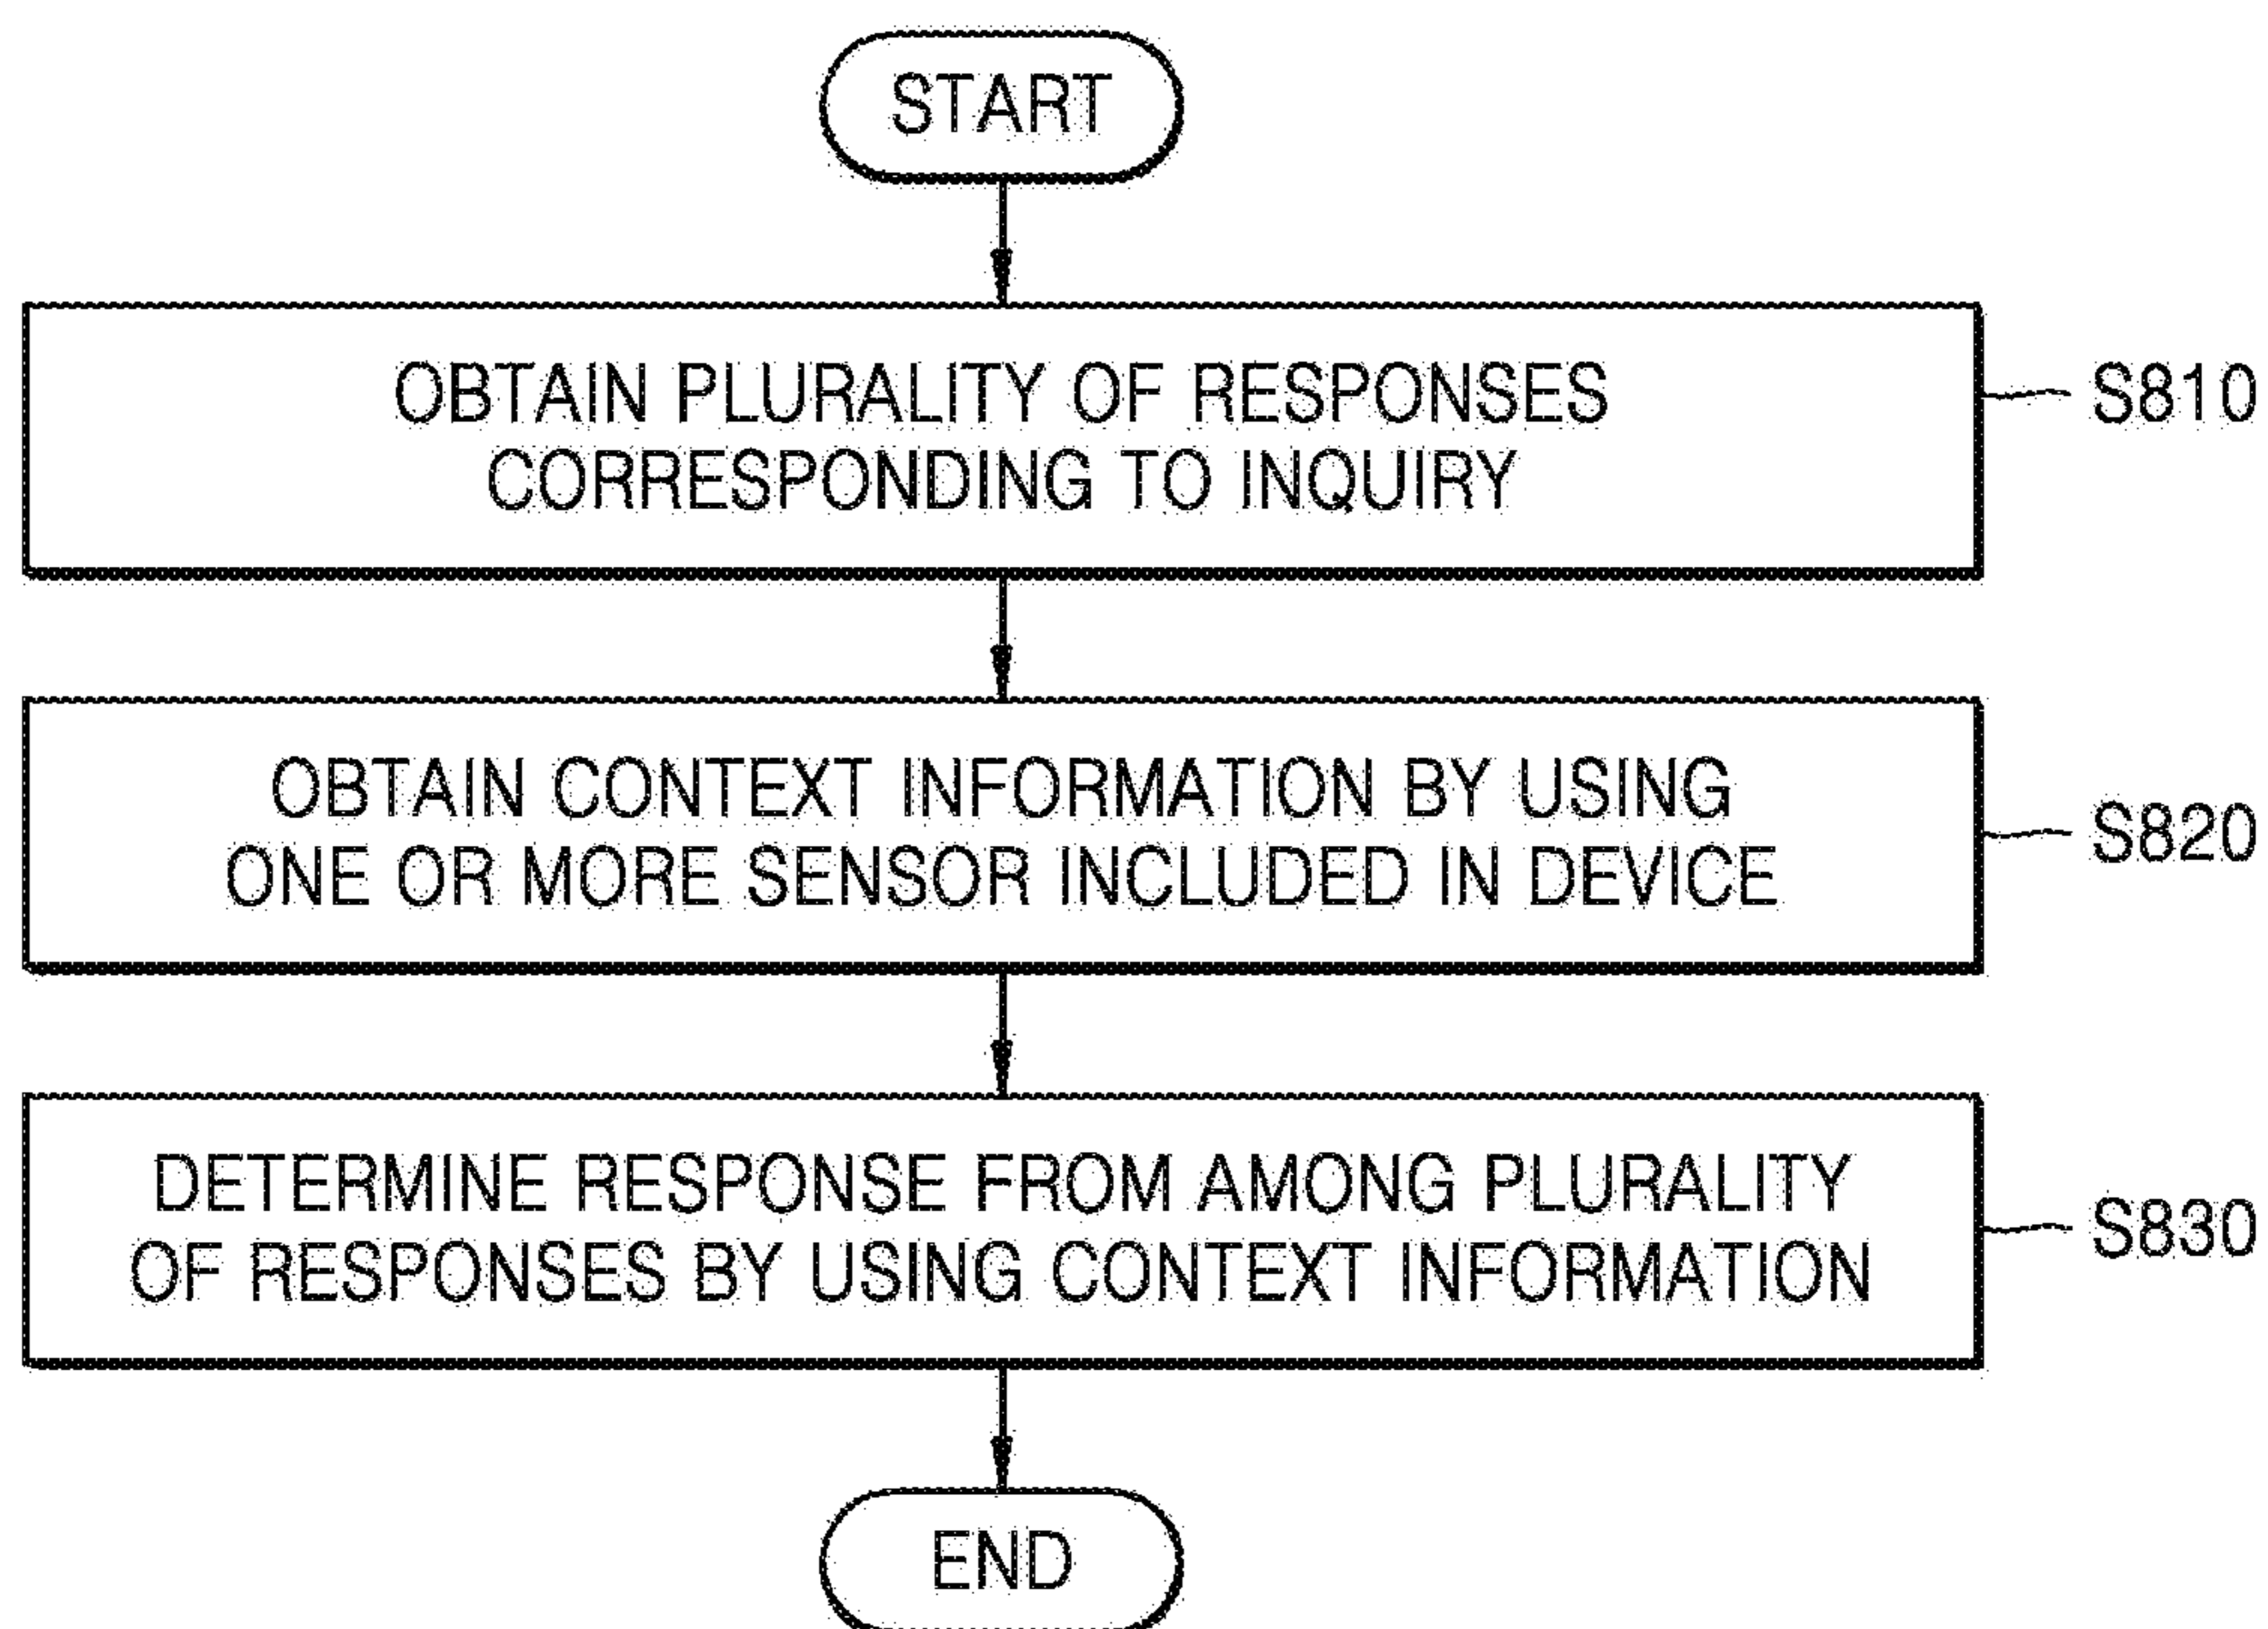 START
OBTAIN PLURALITY OF RESPONSES
CORRESPONDING TO INQUIRY
S810
OBTAIN CONTEXT INFORMATION BY USING
ONE OR MORE SENSOR INCLUDED IN DEVICE
S820
DETERMINE RESPONSE FROM AMONG PLURALITY
OF RESPONSES BY USING CONTEXT INFORMATION
S830
END